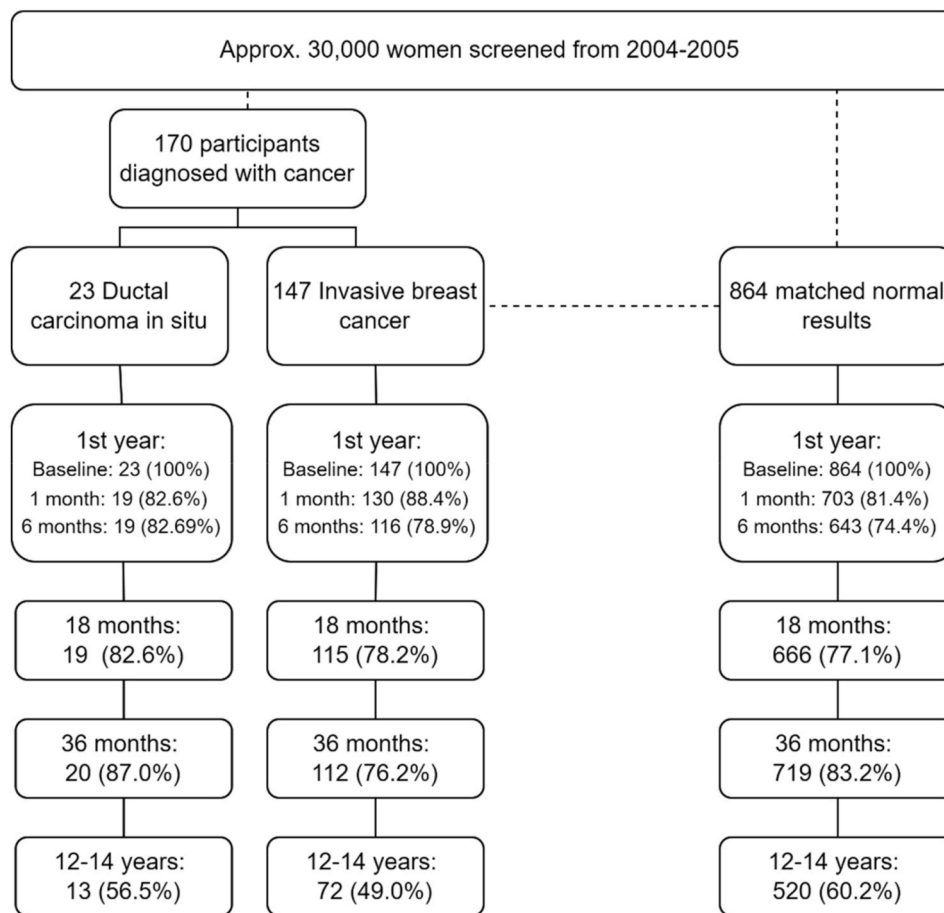 Approx. 30,000 women screened from 2004-2005
170 participants
diagnosed with cancer
23 Ductal
carcinoma in situ
147 Invasive breast
cancer
864 matched normal
results
1st year:
Baseline: 23 (100%)
1 month: 19 (82.6%)
6 months: 19 (82.69%)
1st year:
Baseline: 147 (100%)
1 month: 130 (88.4%)
6 months: 116 (78.9%)
1st year:
Baseline: 864 (100%)
1 month: 703 (81.4%)
6 months: 643 (74.4%)
18 months:
19 (82.6%)
18 months:
115 (78.2%)
18 months:
666 (77.1%)
36 months:
20 (87.0%)
36 months:
112 (76.2%)
36 months:
719 (83.2%)
12-14 years:
13 (56.5%)
12-14 years:
72 (49.0%)
12-14 years:
520 (60.2%)